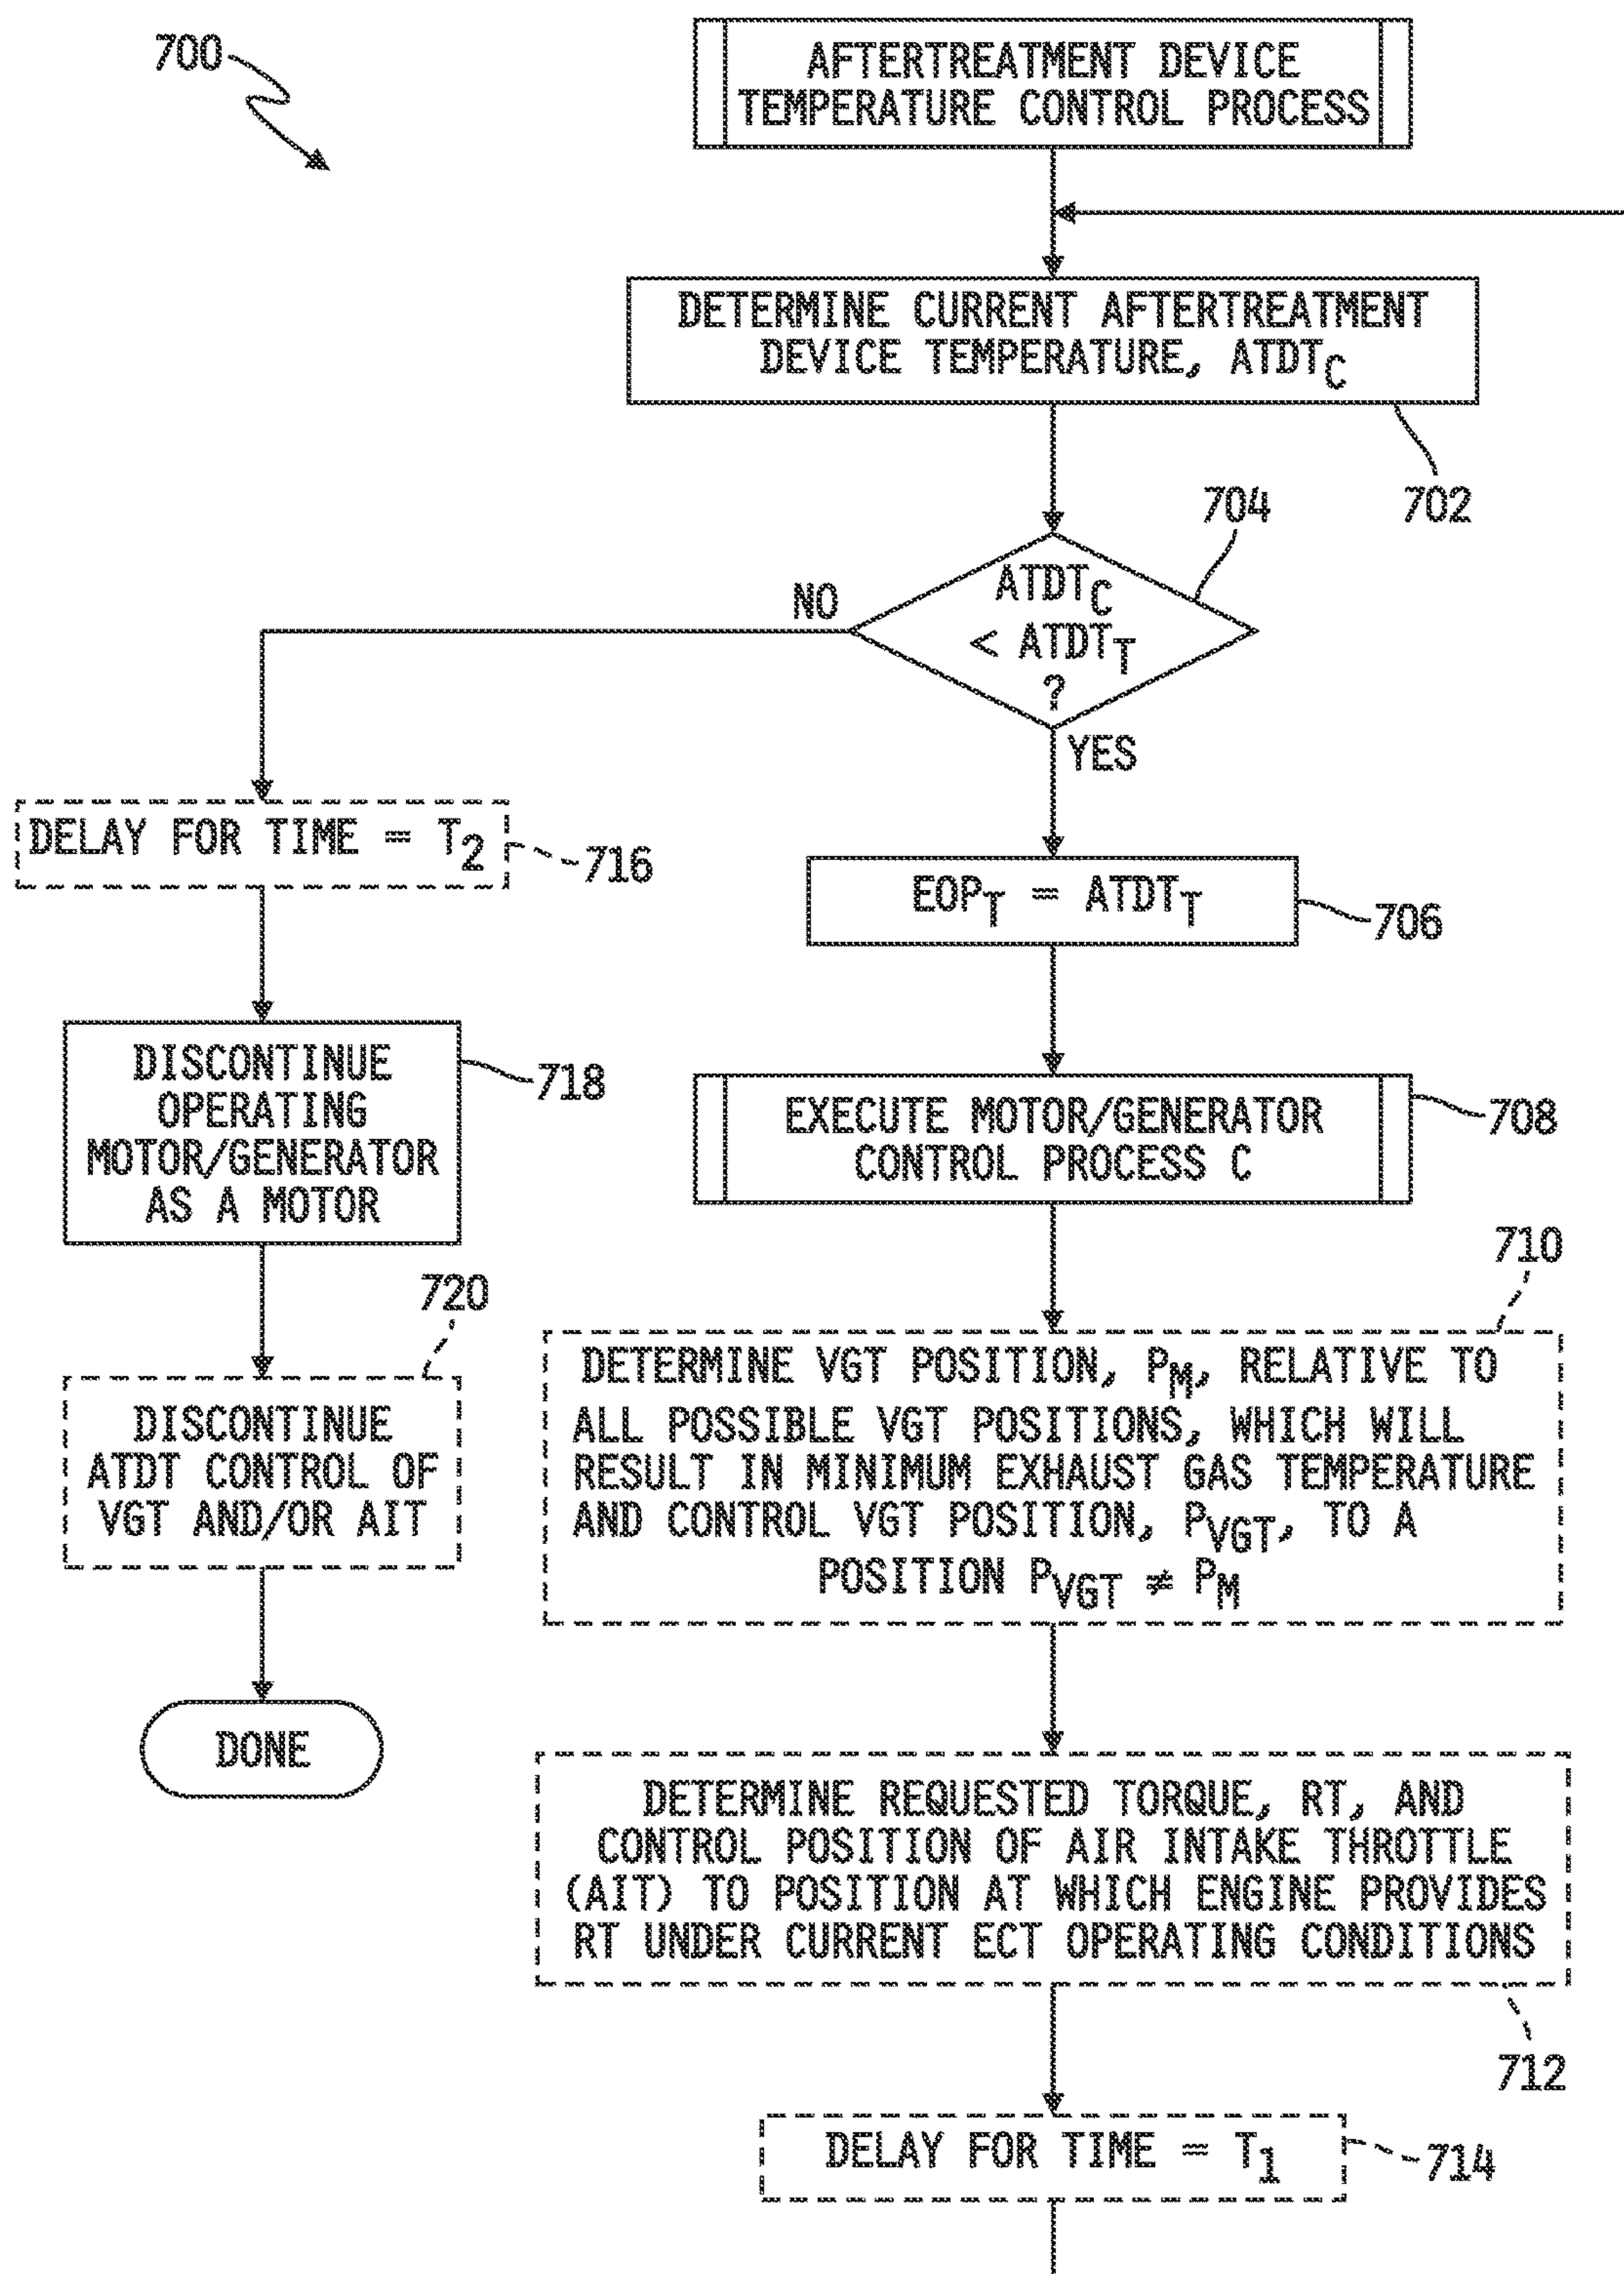 700
AFTERTREATMENT DEVICE
TEMPERATURE CONTROL PROCESS
DETERMINE CURRENT AFTERTREATMENT
DEVICE TEMPERATURE, ATDTC
702
704
ATDTC
< ATDTT
?
NO
YES
DELAY FOR TIME = T2
716
EOPT = ATDTT
706
DISCONTINUE
OPERATING
MOTOR/GENERATOR
AS A MOTOR
718
EXECUTE MOTOR/GENERATOR
CONTROL PROCESS C
708
710
720
DISCONTINUE
ATDT CONTROL OF
VGT AND/OR AIT
DETERMINE VGT POSITION, PM, RELATIVE TO
ALL POSSIBLE VGT POSITIONS, WHICH WILL
RESULT IN MINIMUM EXHAUST GAS TEMPERATURE
AND CONTROL VGT POSITION, PVGT, TO A
POSITION PVGT ≠ PM
DONE
DETERMINE REQUESTED TORQUE, RT, AND
CONTROL POSITION OF AIR INTAKE THROTTLE
(AIT) TO POSITION AT WHICH ENGINE PROVIDES
RT UNDER CURRENT ECT OPERATING CONDITIONS
712
DELAY FOR TIME = T1
714